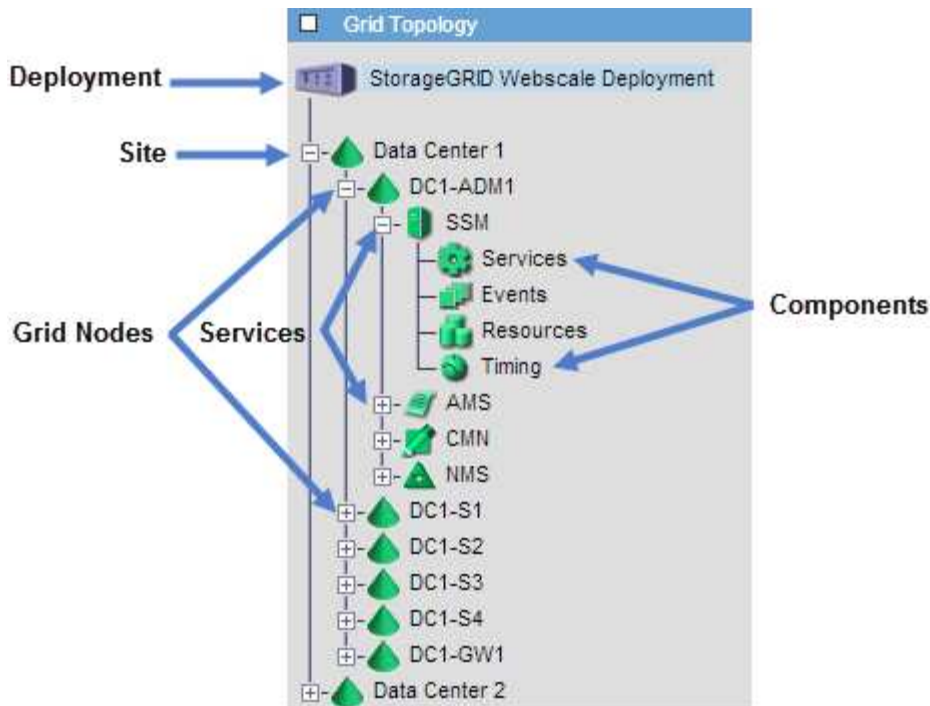 Grid Topology
Deployment
StorageGRID Webscale Deployment
Site
Data Center 1
DC1-ADM1
SSM
Services
Events
Components
Grid Nodes
Services
Resources
Timing
AMS
CMN
NMS
DC1-S1
DC1-S2
DC1-S3
DC1-S4
DC1-GW1
Data Center 2